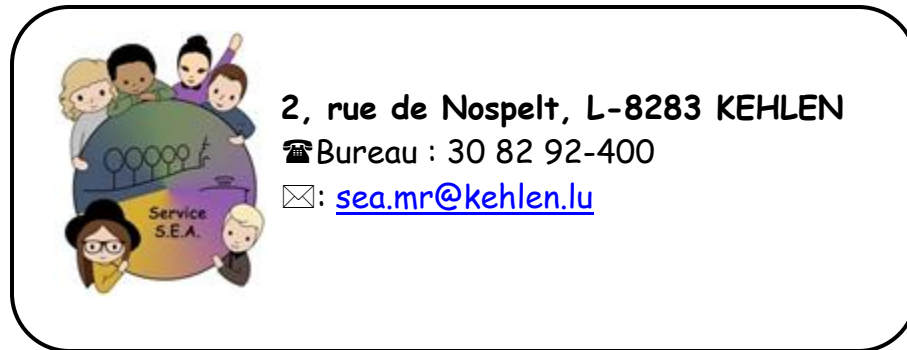 2, rue de Nospelt, L-8283 KEHLEN
☎Bureau : 30 82 92-400
✉: sea.mr@kehlen.lu
Service
S.E.A.